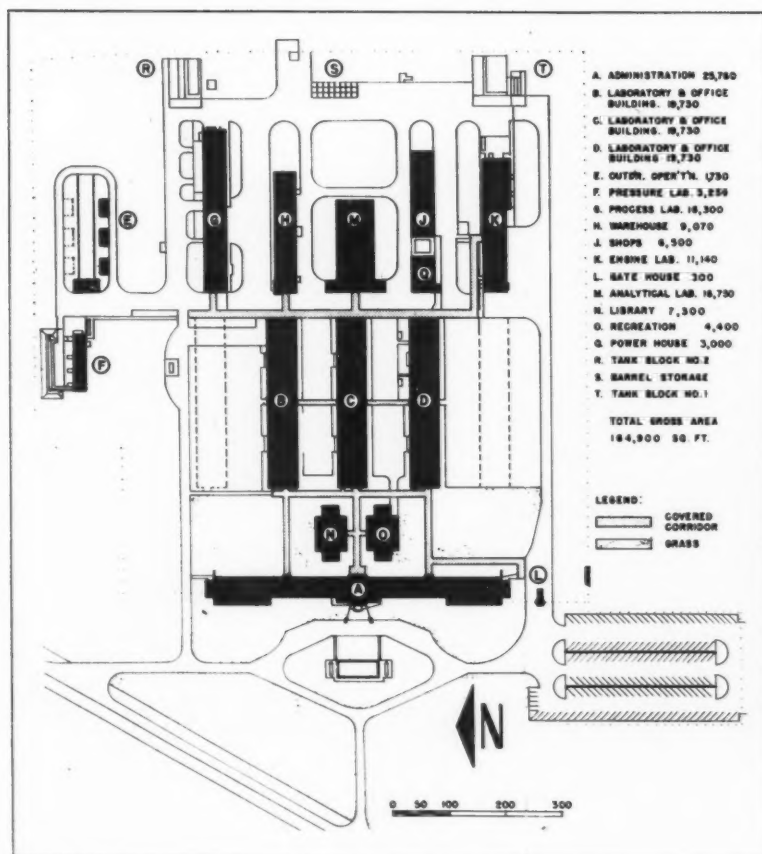 R
S
T
A. ADMINISTRATION 25,760
B. LABORATORY & OFFICE
BUILDING. 19,730
C. LABORATORY & OFFICE
BUILDING. 19,730
D. LABORATORY & OFFICE
BUILDING 19,730
E. OUTD'R. OPER'T'N. 1,750
F. PRESSURE LAB. 3,250
G. PROCESS LAB. 16,300
H. WAREHOUSE 9,070
J. SHOPS 6,500
K. ENGINE LAB. 11,140
L. GATE HOUSE 300
M. ANALYTICAL LAB. 16,750
N. LIBRARY 7,300
O. RECREATION 4,400
Q. POWER HOUSE 3,000
R. TANK BLOCK NO. 2
S. BARREL STORAGE
T. TANK BLOCK NO. 1
TOTAL GROSS AREA
164,900 SQ. FT.
LEGEND:
COVERED
CORRIDOR
GRASS
E
G
H
M
J
K
Q
F
B
C
D
N
O
A
L
N
0 50 100 200 300